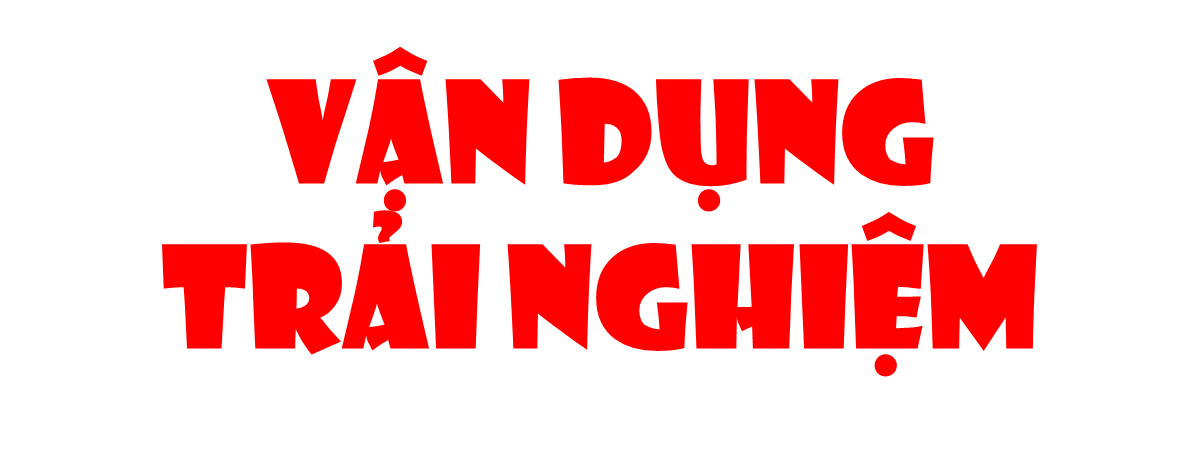 VẬN DỤNG
TRẢI NGHIỆM